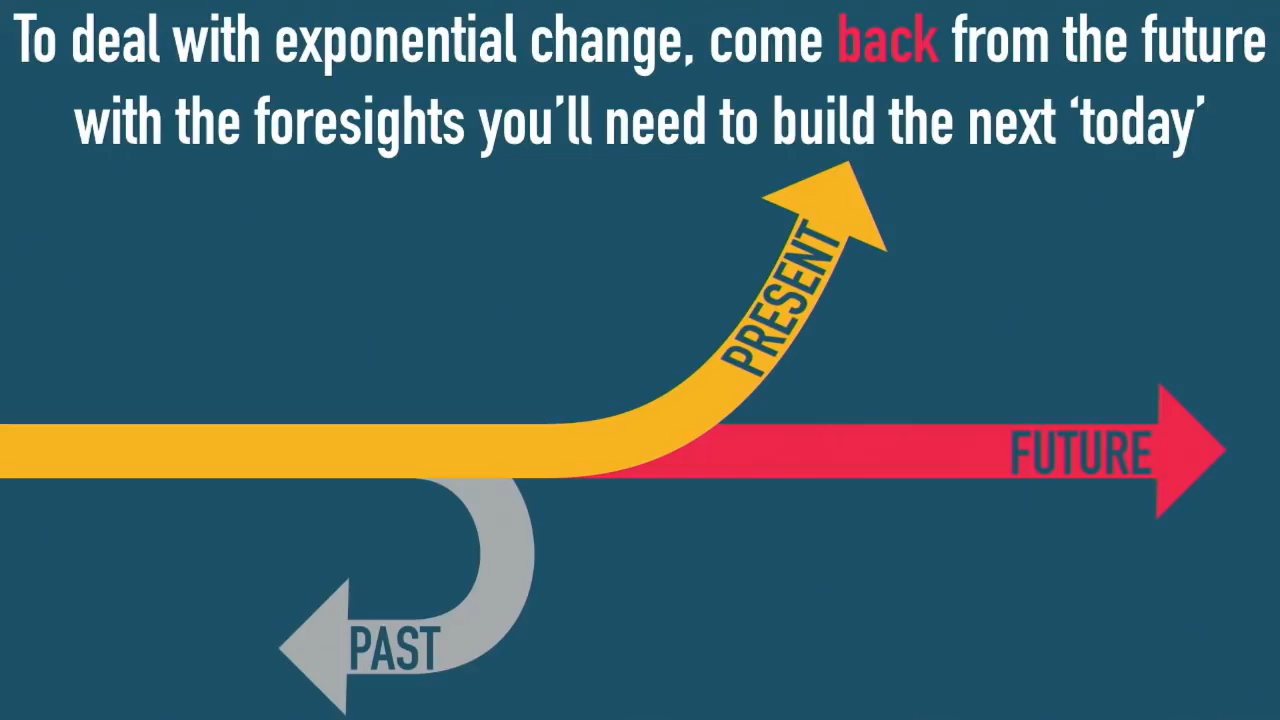 To deal with exponential change, come back from the future
with the foresights you’ll need to build the next ‘today’
PRESENT
FUTURE
PAST